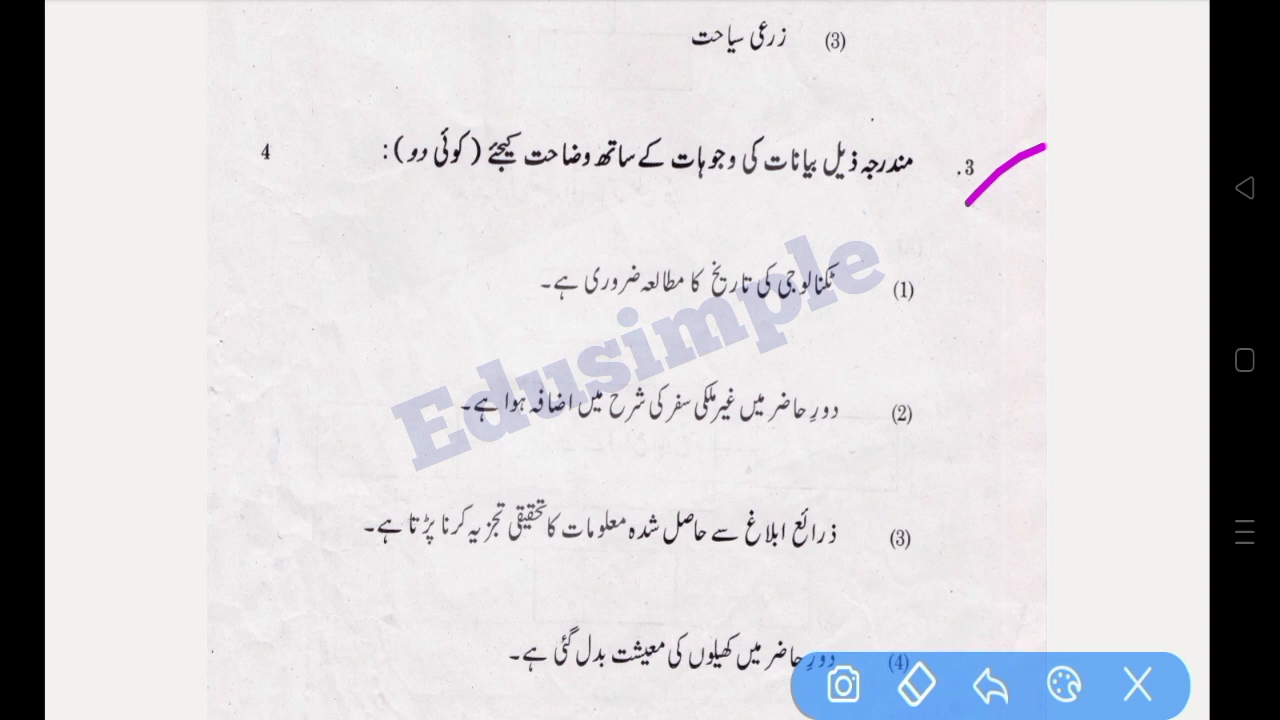 (3) زرعی سیاحت
3. مندرجہ ذیل بیانات کی وجوہات کے ساتھ وضاحت کیجئے (کوئی دو): 4
(1) ٹکنالوجی کی تاریخ کا مطالعہ ضروری ہے۔
(2) دورِ حاضر میں غیر ملکی سفر کی شرح میں اضافہ ہوا ہے۔
Edusimple
(3) ذرائع ابلاغ سے حاصل شدہ معلومات کا تحقیقی تجزیہ کرنا پڑتا ہے۔
(4) دورِ حاضر میں کھیلوں کی معیشت بدل گئی ہے۔